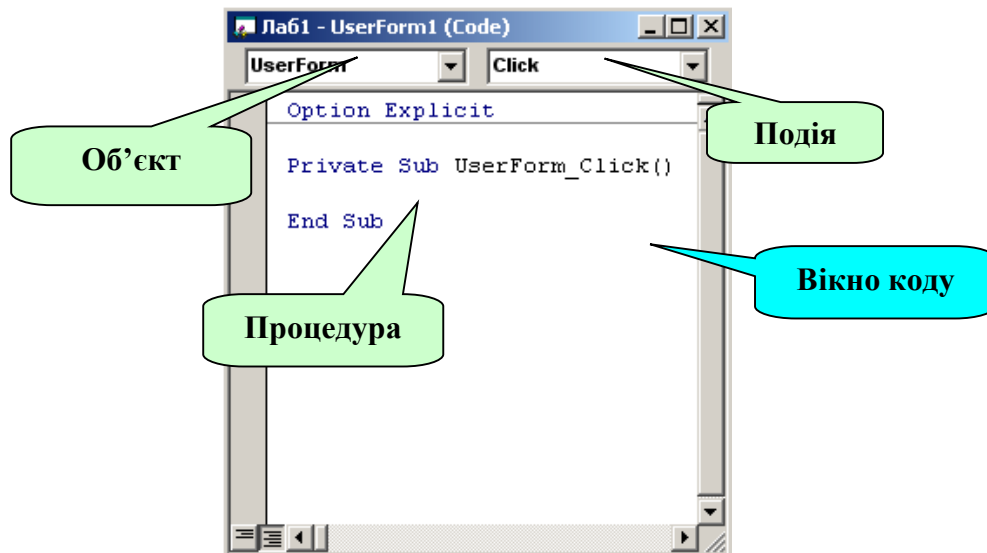 Лаб1 - UserForm1 (Code)
UserForm Click
Option Explicit
Об’єкт
Подія
Private Sub UserForm_Click()
End Sub
Вікно коду
Процедура